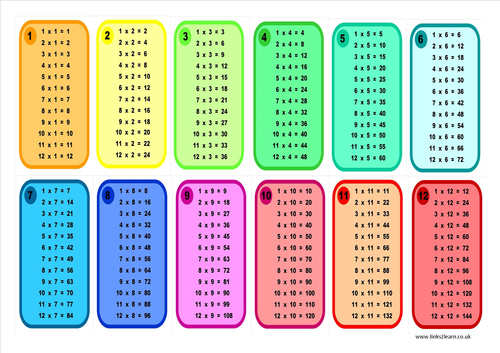 1
1 x 1 = 1
2 x 1 = 2
3 x 1 = 3
4 x 1 = 4
5 x 1 = 5
6 x 1 = 6
7 x 1 = 7
8 x 1 = 8
9 x 1 = 9
10 x 1 = 10
11 x 1 = 11
12 x 1 = 12
2
1 x 2 = 2
2 x 2 = 4
3 x 2 = 6
4 x 2 = 8
5 x 2 = 10
6 x 2 = 12
7 x 2 = 14
8 x 2 = 16
9 x 2 = 18
10 x 2 = 20
11 x 2 = 22
12 x 2 = 24
3
1 x 3 = 3
2 x 3 = 6
3 x 3 = 9
4 x 3 = 12
5 x 3 = 15
6 x 3 = 18
7 x 3 = 21
8 x 3 = 24
9 x 3 = 27
10 x 3 = 30
11 x 3 = 33
12 x 3 = 36
4
1 x 4 = 4
2 x 4 = 8
3 x 4 = 12
4 x 4 = 16
5 x 4 = 20
6 x 4 = 24
7 x 4 = 28
8 x 4 = 32
9 x 4 = 36
10 x 4 = 40
11 x 4 = 44
12 x 4 = 48
5
1 x 5 = 5
2 x 5 = 10
3 x 5 = 15
4 x 5 = 20
5 x 5 = 25
6 x 5 = 30
7 x 5 = 35
8 x 5 = 40
9 x 5 = 45
10 x 5 = 50
11 x 5 = 55
12 x 5 = 60
6
1 x 6 = 6
2 x 6 = 12
3 x 6 = 18
4 x 6 = 24
5 x 6 = 30
6 x 6 = 36
7 x 6 = 42
8 x 6 = 48
9 x 6 = 54
10 x 6 = 60
11 x 6 = 66
12 x 6 = 72
7
1 x 7 = 7
2 x 7 = 14
3 x 7 = 21
4 x 7 = 28
5 x 7 = 35
6 x 7 = 42
7 x 7 = 49
8 x 7 = 56
9 x 7 = 63
10 x 7 = 70
11 x 7 = 77
12 x 7 = 84
8
1 x 8 = 8
2 x 8 = 16
3 x 8 = 24
4 x 8 = 32
5 x 8 = 40
6 x 8 = 48
7 x 8 = 56
8 x 8 = 64
9 x 8 = 72
10 x 8 = 80
11 x 8 = 88
12 x 8 = 96
9
1 x 9 = 9
2 x 9 = 18
3 x 9 = 27
4 x 9 = 36
5 x 9 = 45
6 x 9 = 54
7 x 9 = 63
8 x 9 = 72
9 x 9 = 81
10 x 9 = 90
11 x 9 = 99
12 x 9 = 108
10
1 x 10 = 10
2 x 10 = 20
3 x 10 = 30
4 x 10 = 40
5 x 10 = 50
6 x 10 = 60
7 x 10 = 70
8 x 10 = 80
9 x 10 = 90
10 x 10 = 100
11 x 10 = 110
12 x 10 = 120
11
1 x 11 = 11
2 x 11 = 22
3 x 11 = 33
4 x 11 = 44
5 x 11 = 55
6 x 11 = 66
7 x 11 = 77
8 x 11 = 88
9 x 11 = 99
10 x 11 = 110
11 x 11 = 121
12 x 11 = 132
12
1 x 12 = 12
2 x 12 = 24
3 x 12 = 36
4 x 12 = 48
5 x 12 = 60
6 x 12 = 72
7 x 12 = 84
8 x 12 = 96
9 x 12 = 108
10 x 12 = 120
11 x 12 = 132
12 x 12 = 144
www.links2learn.co.uk